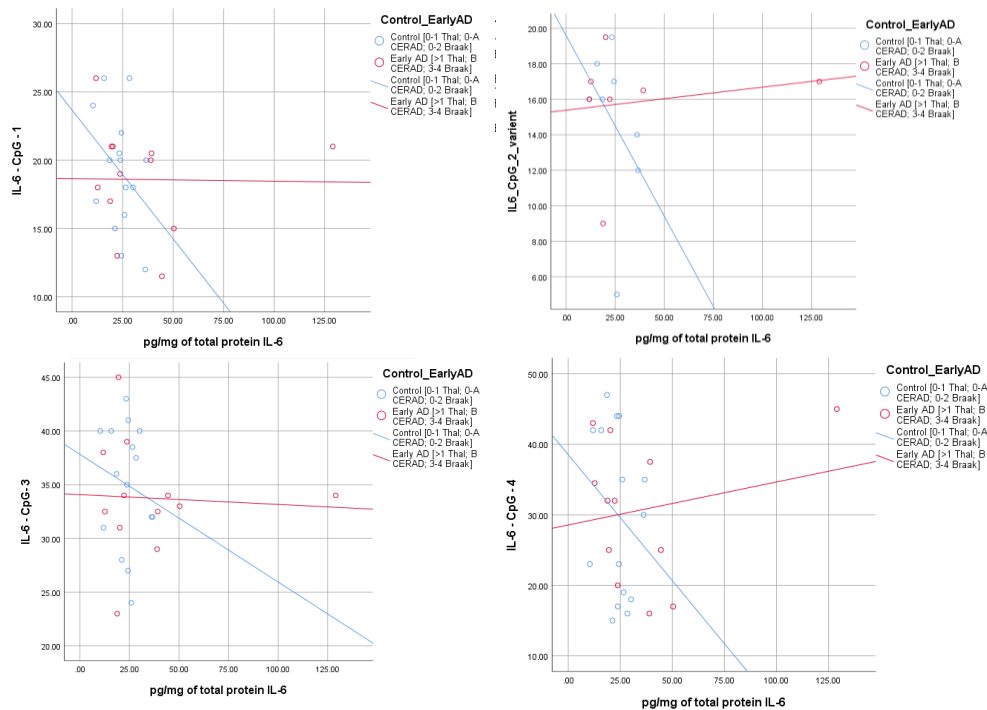 Control_EarlyAD
Control [0-1 Thal; 0-A
CERAD; 0-2 Braak]
Early AD [>1 Thal; B
CERAD; 3-4 Braak]
Control [0-1 Thal; 0-A
CERAD; 0-2 Braak]
Early AD [>1 Thal; B
CERAD; 3-4 Braak]
IL-6 - CpG - 1
30.00
25.00
20.00
15.00
10.00
.00 25.00 50.00 75.00 100.00 125.00
pg/mg of total protein IL-6
Control_EarlyAD
Control [0-1 Thal; 0-A
CERAD; 0-2 Braak]
Early AD [>1 Thal; B
CERAD; 3-4 Braak]
Control [0-1 Thal; 0-A
CERAD; 0-2 Braak]
Early AD [>1 Thal; B
CERAD; 3-4 Braak]
IL6_CpG_2_varient
20.00
18.00
16.00
14.00
12.00
10.00
8.00
6.00
.00 25.00 50.00 75.00 100.00 125.00
pg/mg of total protein IL-6
Control_EarlyAD
Control [0-1 Thal; 0-A
CERAD; 0-2 Braak]
Early AD [>1 Thal; B
CERAD; 3-4 Braak]
Control [0-1 Thal; 0-A
CERAD; 0-2 Braak]
Early AD [>1 Thal; B
CERAD; 3-4 Braak]
IL-6 - CpG- 3
45.00
40.00
35.00
30.00
25.00
20.00
.00 25.00 50.00 75.00 100.00 125.00
pg/mg of total protein IL-6
Control_EarlyAD
Control [0-1 Thal; 0-A
CERAD; 0-2 Braak]
Early AD [>1 Thal; B
CERAD; 3-4 Braak]
Control [0-1 Thal; 0-A
CERAD; 0-2 Braak]
Early AD [>1 Thal; B
CERAD; 3-4 Braak]
IL-6 - CpG - 4
50.00
40.00
30.00
20.00
10.00
.00 25.00 50.00 75.00 100.00 125.00
pg/mg of total protein IL-6